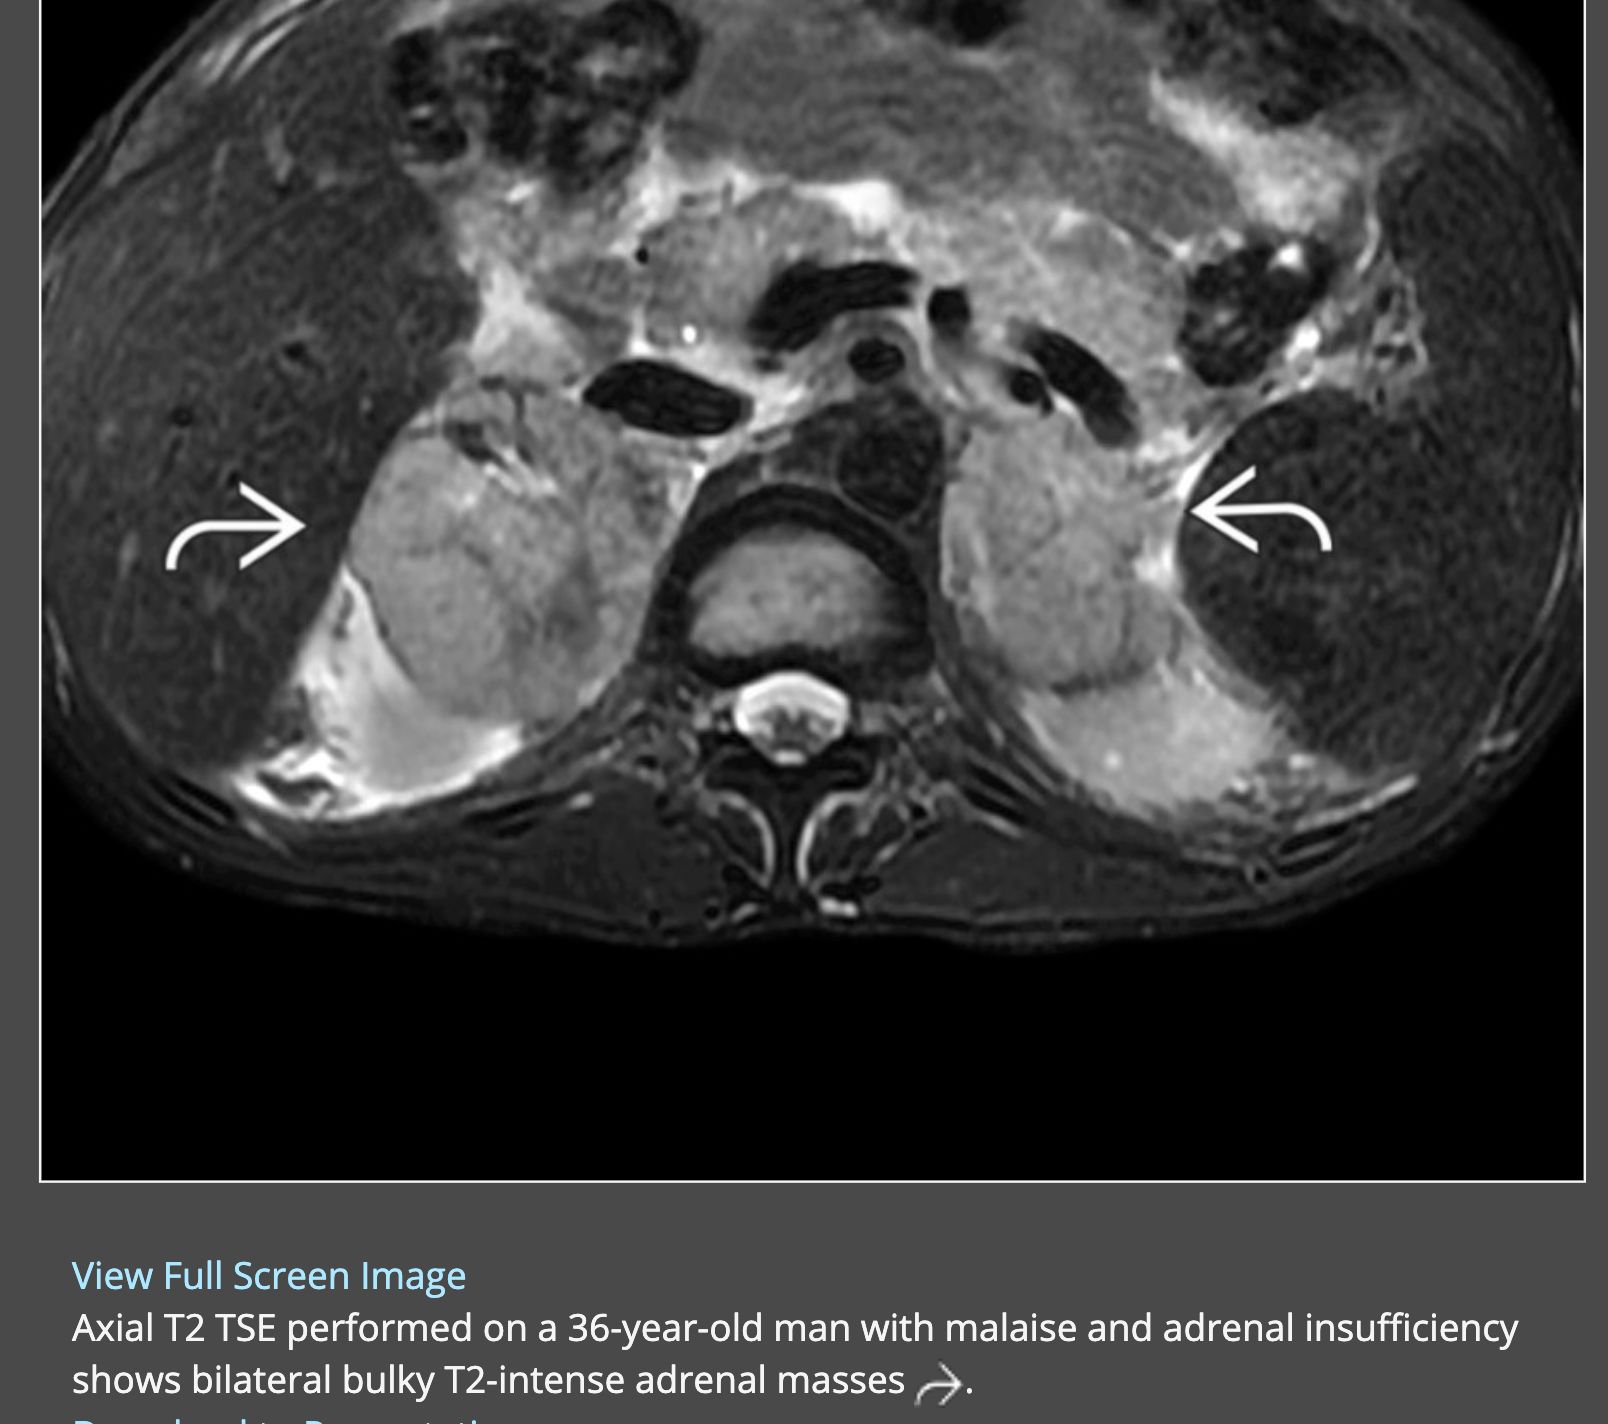 View Full Screen Image
Axial T2 TSE performed on a 36-year-old man with malaise and adrenal insufficiency
shows bilateral bulky T2-intense adrenal masses .